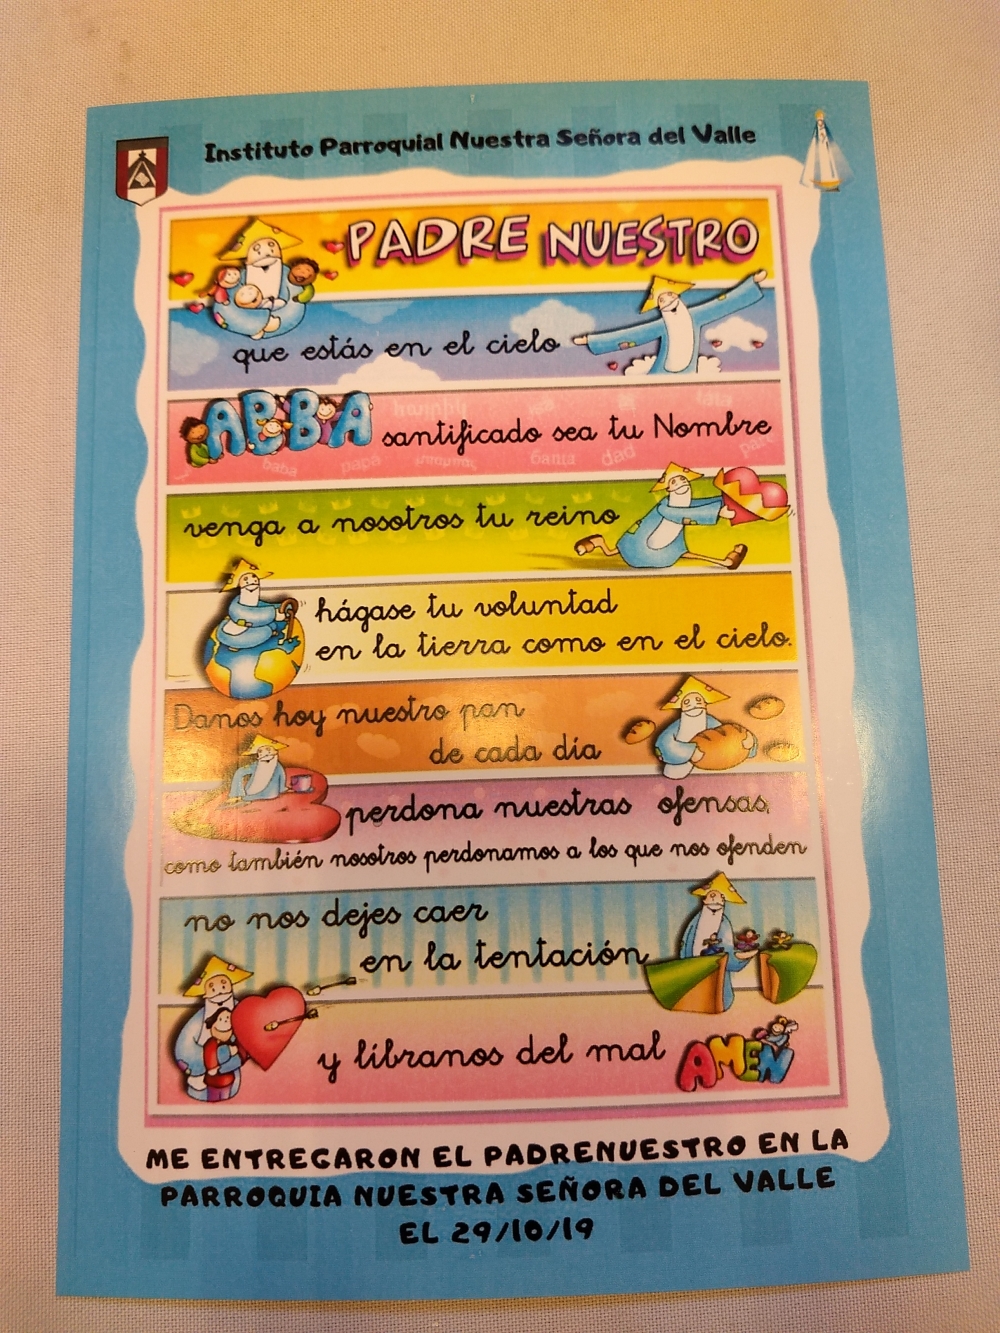 Instituto Parroquial Nuestra Señora del Valle
PADRE NUESTRO
que estás en el cielo
ABBA
santificado sea tu Nombre
baba papá баща dad
venga a nosotros tu reino
hágase tu voluntad
en la tierra como en el cielo.
Danos hoy nuestro pan
de cada día
perdona nuestras ofensas,
como también nosotros perdonamos a los que nos ofenden
no nos dejes caer
en la tentación,
y líbranos del mal
AMEN
ME ENTREGARON EL PADRENUESTRO EN LA
PARROQUIA NUESTRA SEÑORA DEL VALLE
EL 29/10/19